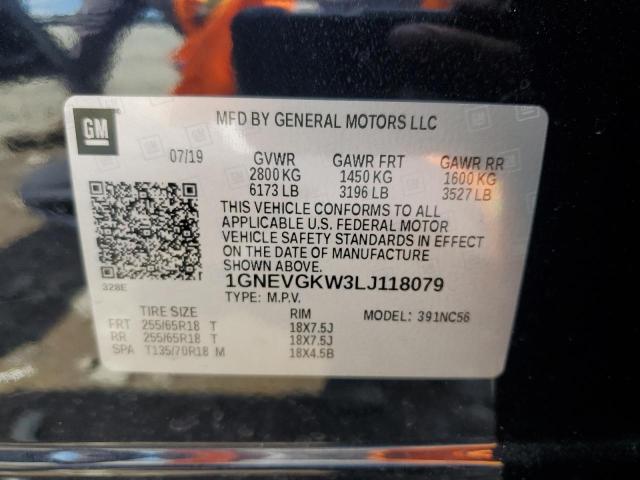 GM
MFD BY GENERAL MOTORS LLC
07/19 GVWR GAWR FRT GAWR RR
2800 KG 1450 KG 1600 KG
6173 LB 3196 LB 3527 LB
THIS VEHICLE CONFORMS TO ALL
APPLICABLE U.S. FEDERAL MOTOR
VEHICLE SAFETY STANDARDS IN EFFECT
ON THE DATE OF MANUFACTURE
SHOWN ABOVE.
328E
1GNEVGKW3LJ118079
TYPE: M.P.V.
TIRE SIZE RIM MODEL: 391NC56
FRT 255/65R18 T 18X7.5J
RR 255/65R18 T 18X7.5J
SPA T135/70R18 M 18X4.5B